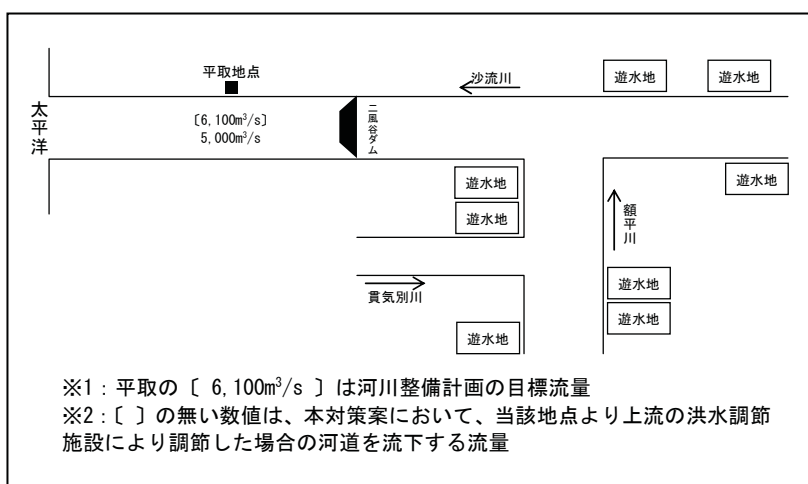 平取地点
沙流川
遊水地
遊水地
太平洋
〔6,100m³/s〕
5,000m³/s
二風谷ダム
遊水地
遊水地
遊水地
額平川
貫気別川
遊水地
遊水地
遊水地
※1:平取の〔 6,100m³/s 〕は河川整備計画の目標流量
※2:〔 〕の無い数値は、本対策案において、当該地点より上流の洪水調節
施設により調節した場合の河道を流下する流量